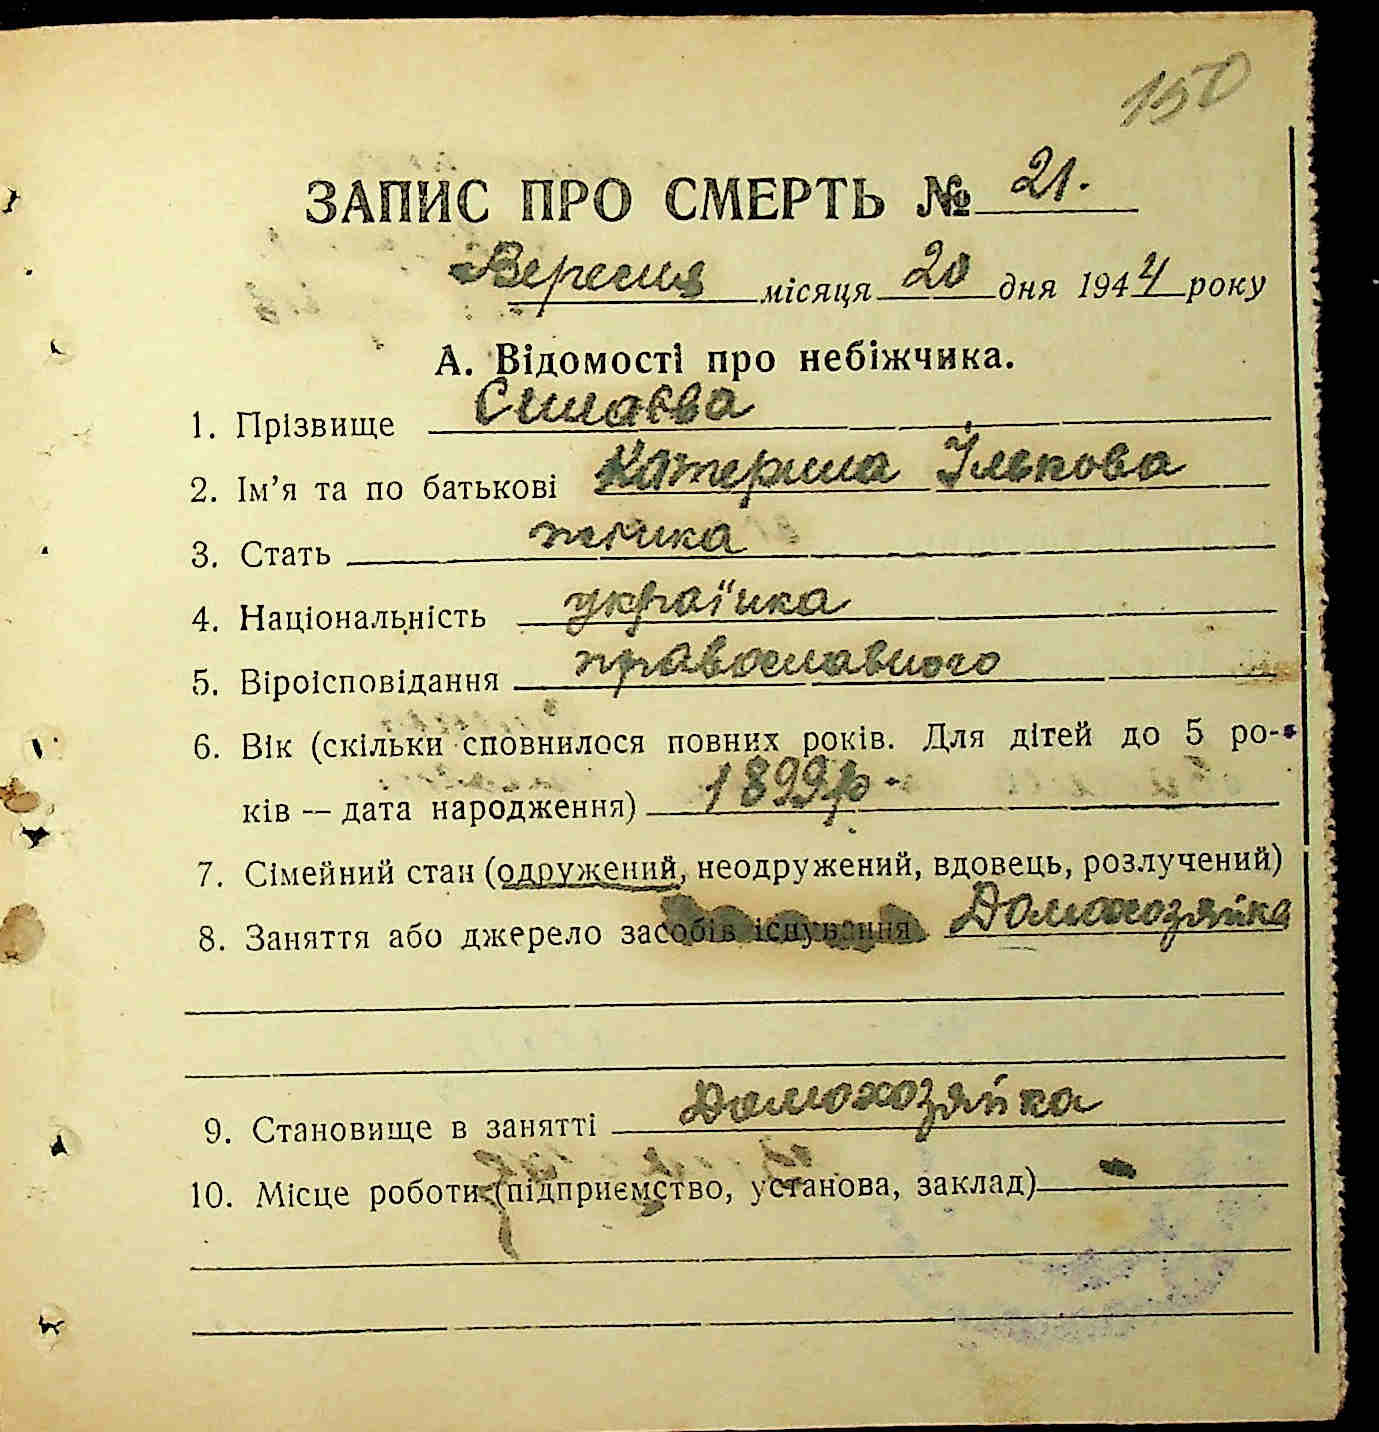 150
ЗАПИС ПРО СМЕРТЬ № 21.
Вересня місяця 20 дня 1944 року
А. Відомості про небіжчика.
1. Прізвище
2. Ім’я та по батькові Катерина Ількова
3. Стать жінка
4. Національність українка
5. Віроісповідання православного
6. Вік (скільки сповнилося повних років. Для дітей до 5 ро-
ків — дата народження) 1899р.
7. Сімейний стан (одружений, неодружений, вдовець, розлучений)
8. Заняття або джерело засобів існування Домохозяйка
9. Становище в занятті Домохозяйка
10. Місце роботи (підприємство, установа, заклад) -